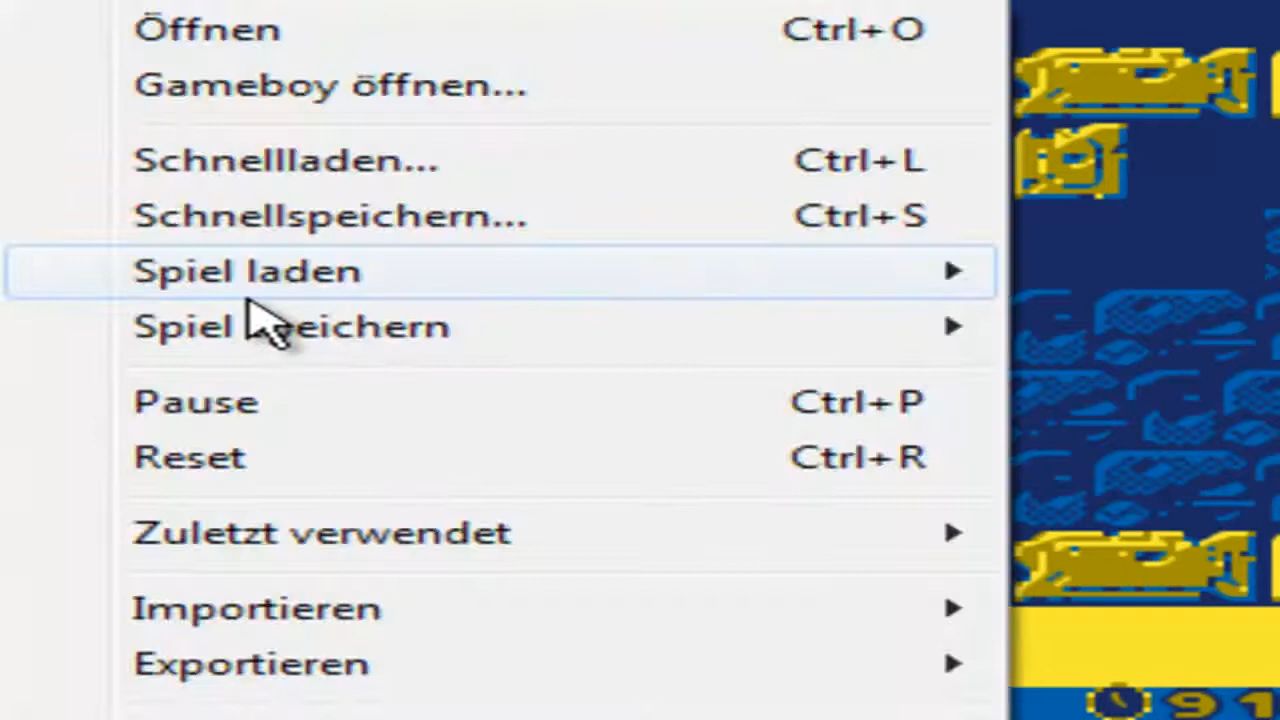 Öffnen Ctrl+O
Gameboy öffnen...
Schnellladen... Ctrl+L
Schnellspeichern... Ctrl+S
Spiel laden
Spiel speichern
Pause Ctrl+P
Reset Ctrl+R
Zuletzt verwendet
Importieren
Exportieren
91